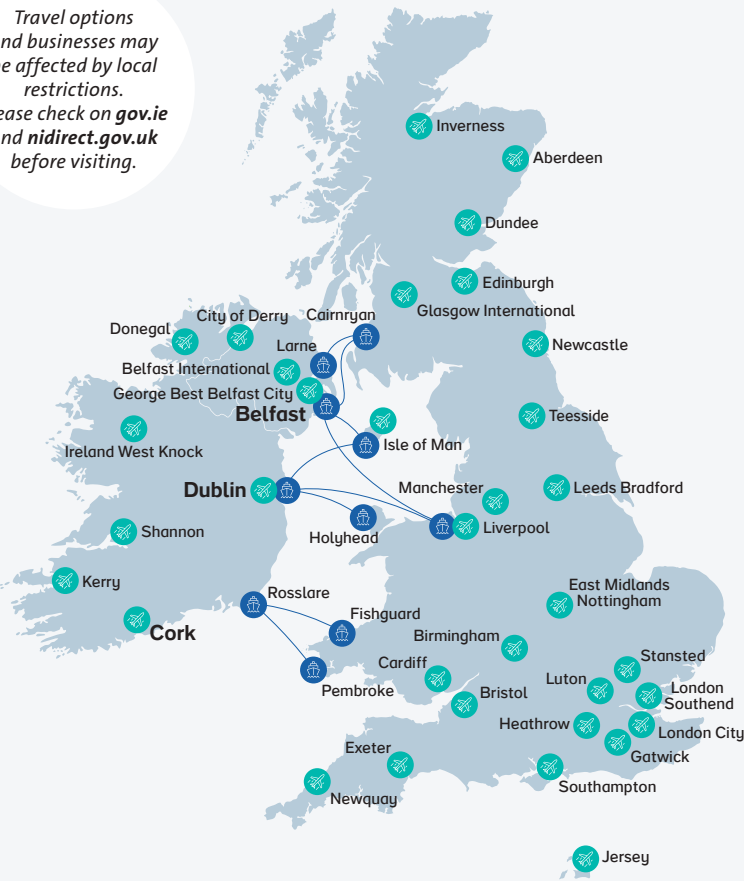 Travel options
nd businesses may
e affected by local
restrictions.
ease check on gov.ie
nd nidirect.gov.uk
before visiting.
Inverness
Aberdeen
Dundee
Edinburgh
Glasgow International
City of Derry
Cairnryan
Donegal
Larne
Newcastle
Belfast International
George Best Belfast City
Belfast
Teesside
Isle of Man
Ireland West Knock
Dublin
Manchester
Leeds Bradford
Shannon
Holyhead
Liverpool
Kerry
Rosslare
East Midlands
Nottingham
Fishguard
Cork
Birmingham
Stansted
Cardiff
Luton
Pembroke
Bristol
London
Southend
Heathrow
London City
Exeter
Gatwick
Newquay
Southampton
Jersey